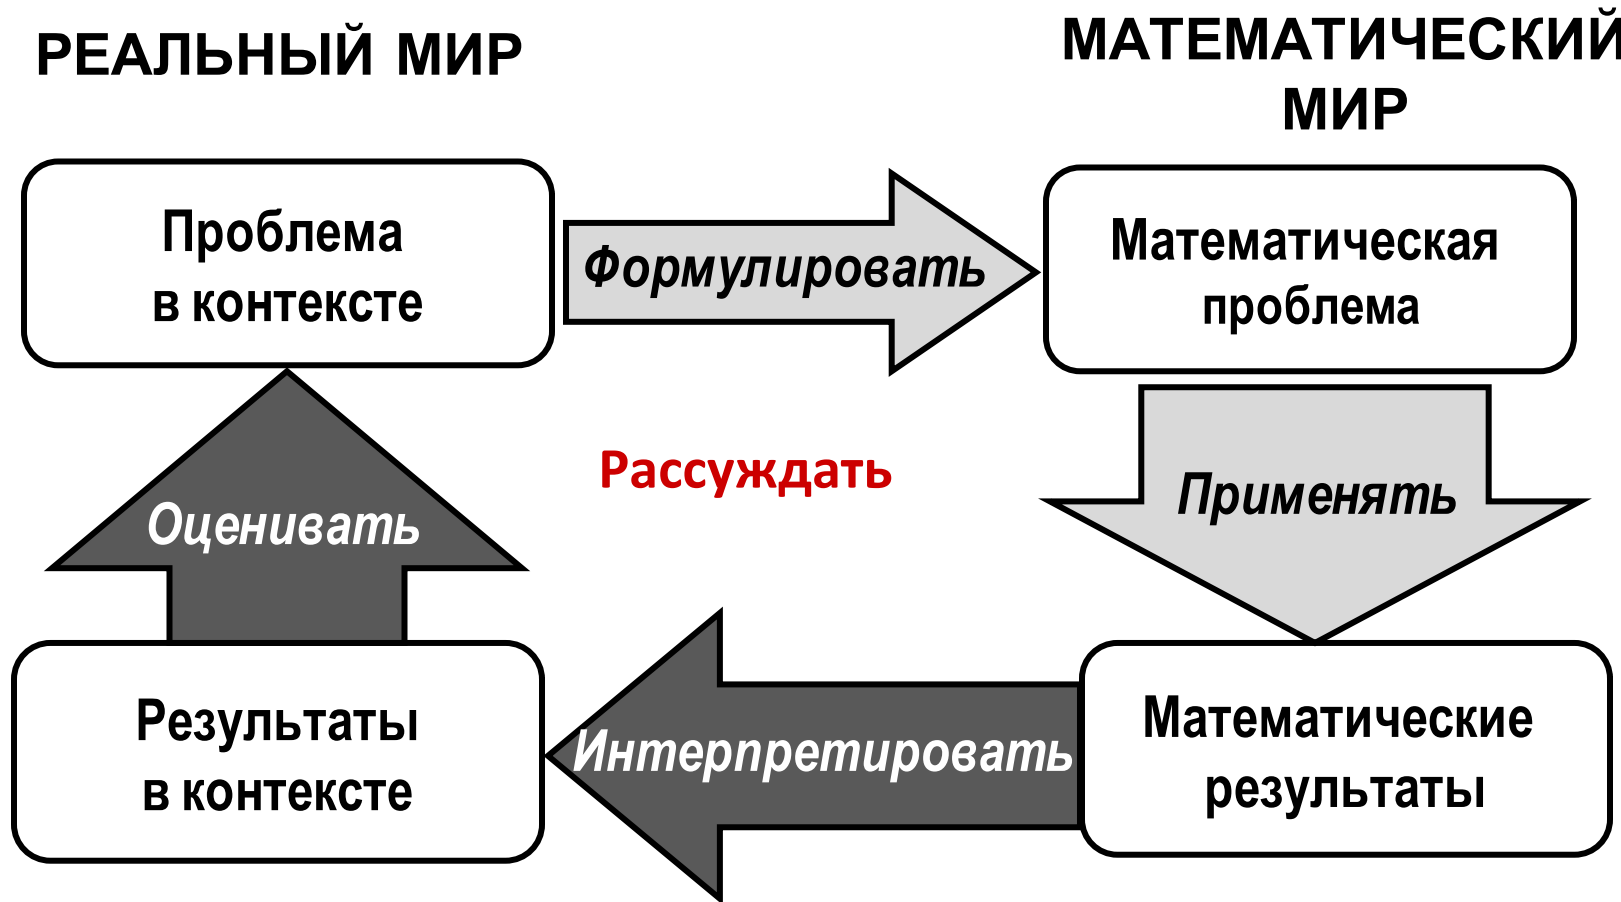 РЕАЛЬНЫЙ МИР
МАТЕМАТИЧЕСКИЙ
МИР
Проблема
в контексте
Формулировать
Математическая
проблема
Рассуждать
Оценивать
Применять
Результаты
в контексте
Интерпретировать
Математические
результаты